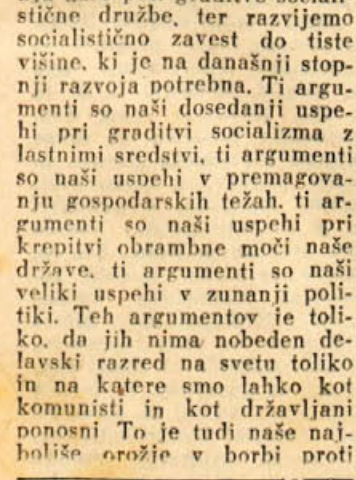 stične družbe, ter razvijemo
socialistično zavest do tiste
višine, ki je na današnji stop-
nji razvoja potrebna. Ti argu-
menti so naši dosedanji uspe-
hi pri graditvi socializma z
lastnimi sredstvi, ti argumenti
so naši uspehi v premagova-
nju gospodarskih težah, ti ar-
gumenti so naši uspehi pri
krepitvi obrambne moči naše
države, ti argumenti so naši
veliki uspehi v zunanji poli-
tiki. Teh argumentov je toli-
ko, da jih nima nobeden de-
lavski razred na svetu toliko
in na katere smo lahko kot
komunisti in kot državljani
ponosni To je tudi naše naj-
boljše orožje v borbi proti